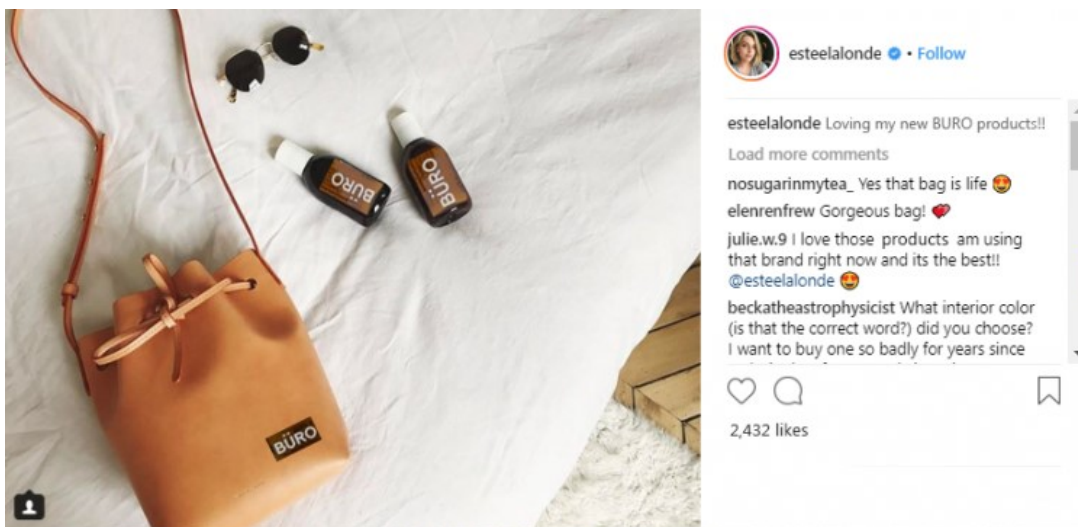 esteelalonde • Follow
esteelalonde Loving my new BURO products!!
Load more comments
nosugarinmytea_ Yes that bag is life 😍
elenrenfrew Gorgeous bag! 💕
julie.w.9 I love those products am using
that brand right now and its the best!!
@esteelalonde 😍
beckatheastrophysicist What interior color
(is that the correct word?) did you choose?
I want to buy one so badly for years since
2,432 likes
BÜRO
BÜRO
BÜRO